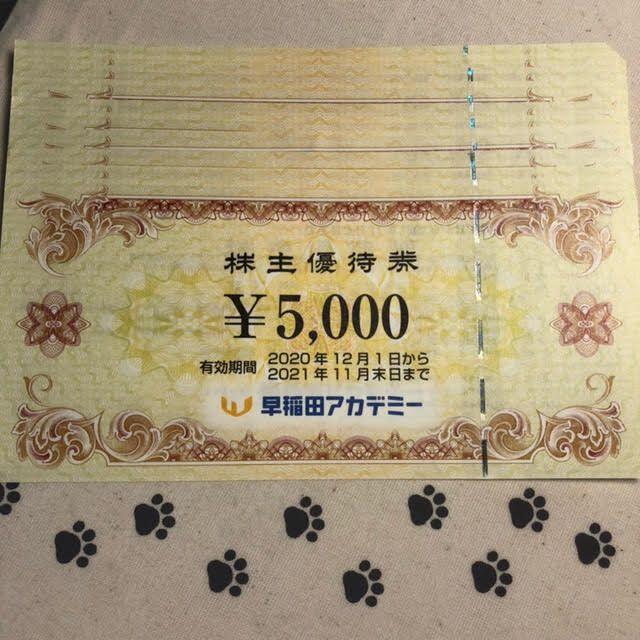 株主優待券
¥5,000
有効期間 2020年12月1日から
2021年11月末日まで
早稲田アカデミー